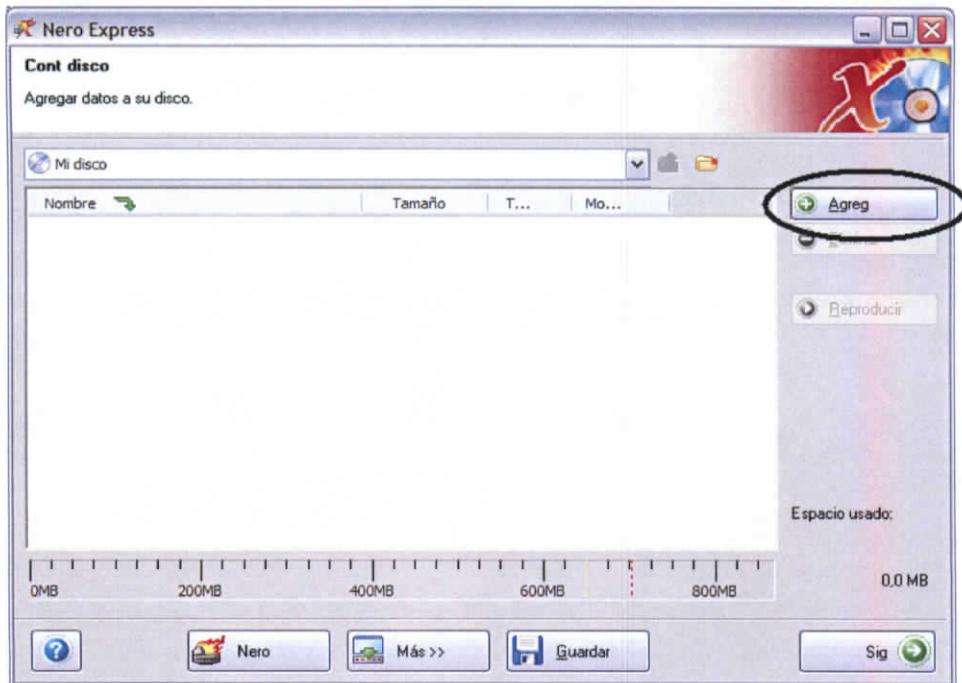 Nero Express
Cont disco
Agregar datos a su disco.
Mi disco
Nombre Tamaño T... Mo...
Agreg
Reproducir
Espacio usado:
0MB 200MB 400MB 600MB 800MB
0,0 MB
Nero Más >> Guardar Sig